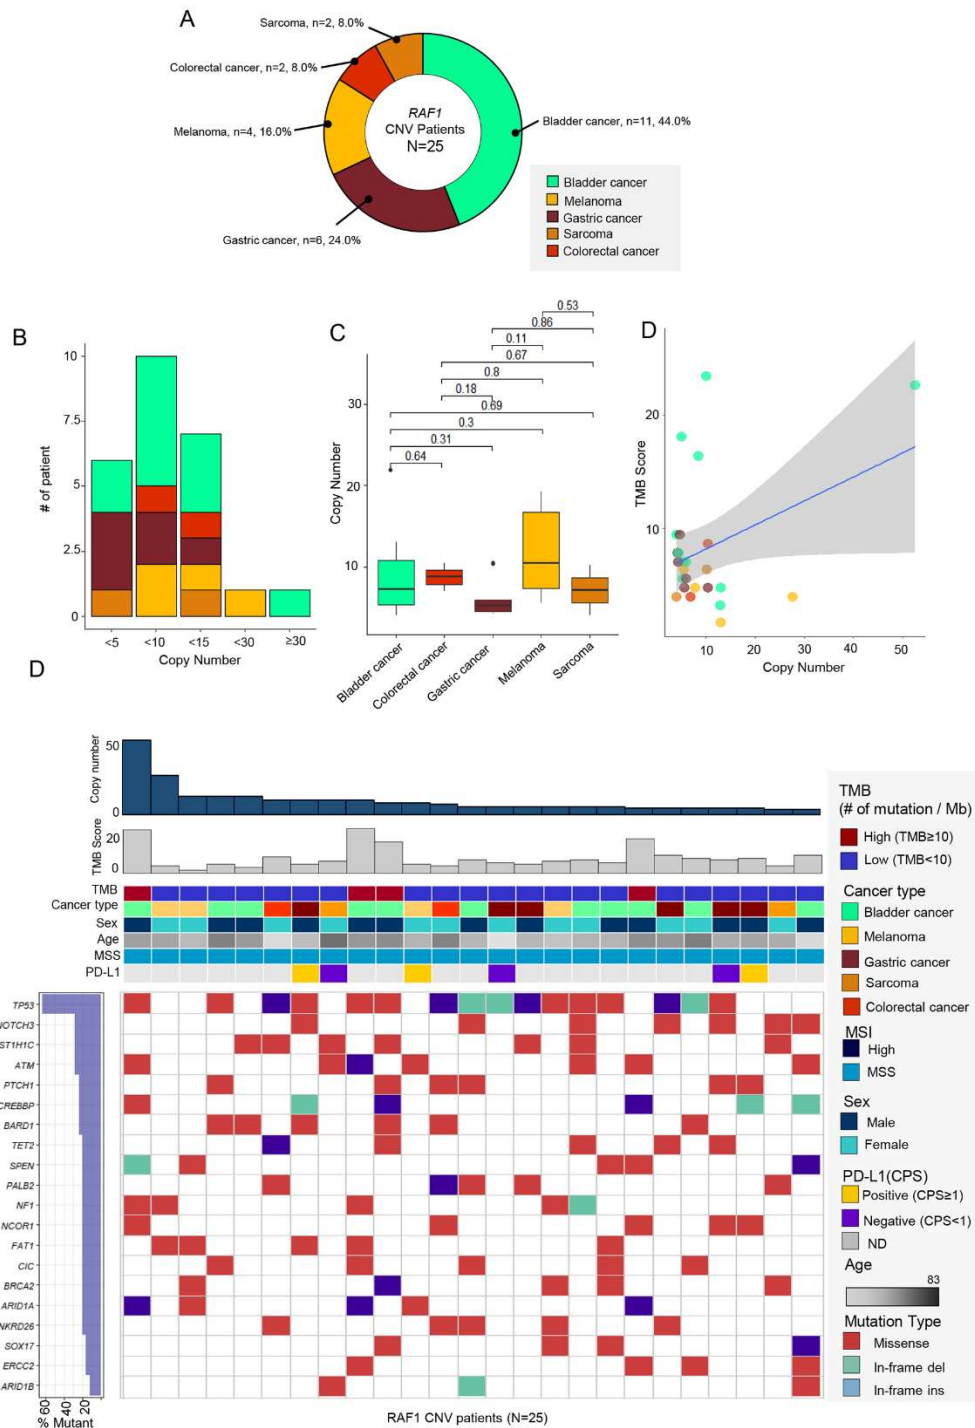 A
Sarcoma, n=2, 8.0%
Colorectal cancer, n=2, 8.0%
Melanoma, n=4, 16.0%
RAF1
CNV Patients
N=25
Bladder cancer, n=11, 44.0%
Gastric cancer, n=6, 24.0%
Bladder cancer
Melanoma
Gastric cancer
Sarcoma
Colorectal cancer
B
# of patient
10
7.5
5
2.5
0
<5
<10
<15
<30
≥30
Copy Number
C
0.53
0.86
0.11
0.67
0.8
0.18
0.69
0.3
0.31
0.64
Copy Number
30
20
10
Bladder cancer
Colorectal cancer
Gastric cancer
Melanoma
Sarcoma
D
TMB Score
20
10
10
20
30
40
50
Copy Number
D
Copy number
50
0
TMB Score
20
0
TMB
Cancer type
Sex
Age
MSS
PD-L1
TP53
NOTCH3
ST1H1C
ATM
PTCH1
CREBBP
BARD1
TET2
SPEN
PALB2
NF1
NCOR1
FAT1
CIC
BRCA2
ARID1A
NKRD26
SOX17
ERCC2
ARID1B
60
40
20
% Mutant
RAF1 CNV patients (N=25)
TMB
(# of mutation / Mb)
High (TMB≥10)
Low (TMB<10)
Cancer type
Bladder cancer
Melanoma
Gastric cancer
Sarcoma
Colorectal cancer
MSI
High
MSS
Sex
Male
Female
PD-L1(CPS)
Positive (CPS≥1)
Negative (CPS<1)
ND
Age
83
Mutation Type
Missense
In-frame del
In-frame ins